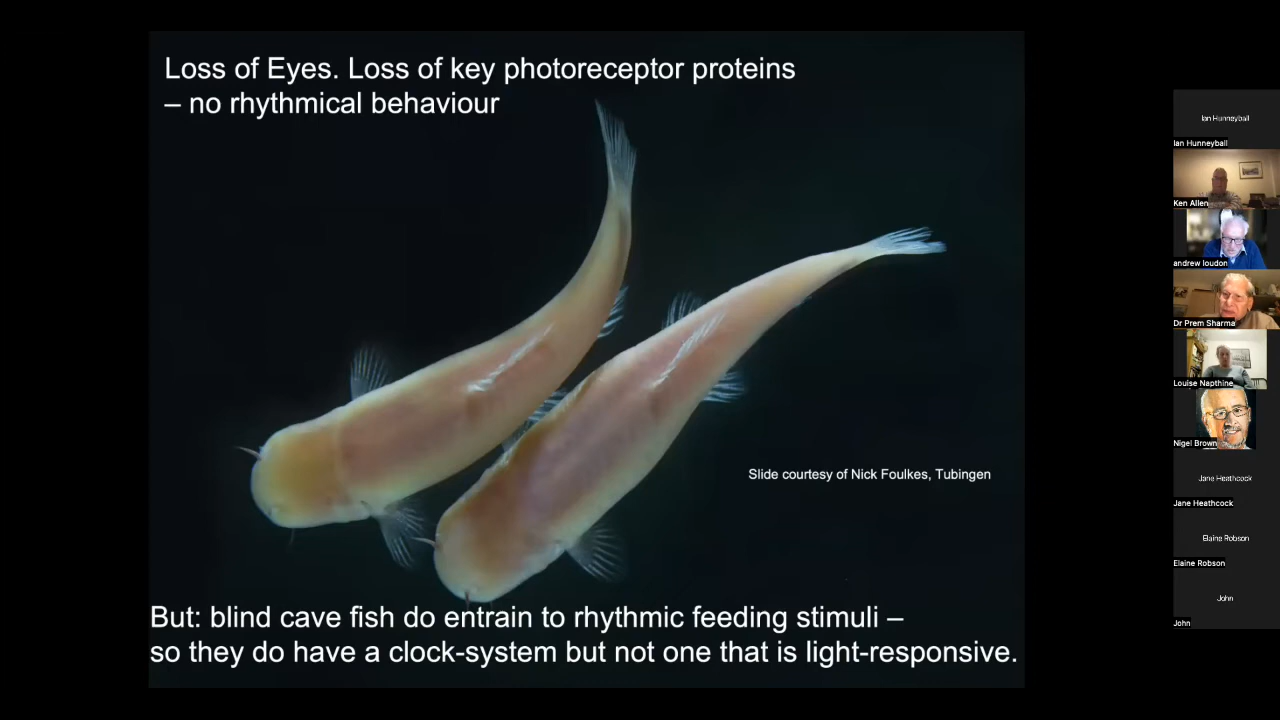 Loss of Eyes. Loss of key photoreceptor proteins
– no rhythmical behaviour
Slide courtesy of Nick Foulkes, Tubingen
But: blind cave fish do entrain to rhythmic feeding stimuli –
so they do have a clock-system but not one that is light-responsive.
Ian Hunneyball
Ian Hunneyball
Ken Allen
andrew loudon
Dr Prem Sharma
Louise Napthine
Nigel Brown
Jane Heathcock
Jane Heathcock
Elaine Robson
Elaine Robson
John
John